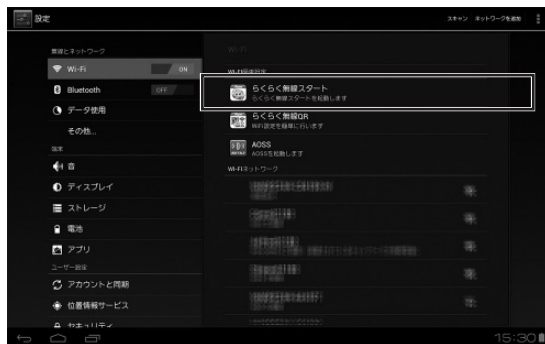 設定
スキャン ネットワークを追加
無線とネットワーク
Wi-Fi ON
Bluetooth OFF
データ使用
その他...
端末
音
ディスプレイ
ストレージ
電池
アプリ
ユーザー設定
アカウントと同期
位置情報サービス
セキュリティ
Wi-Fi
らくらく無線スタート
らくらく無線スタートを起動します
らくらく無線QR
WiFi設定を簡単に行います
AOSS
AOSSを起動します
Wi-Fiネットワーク
15:30